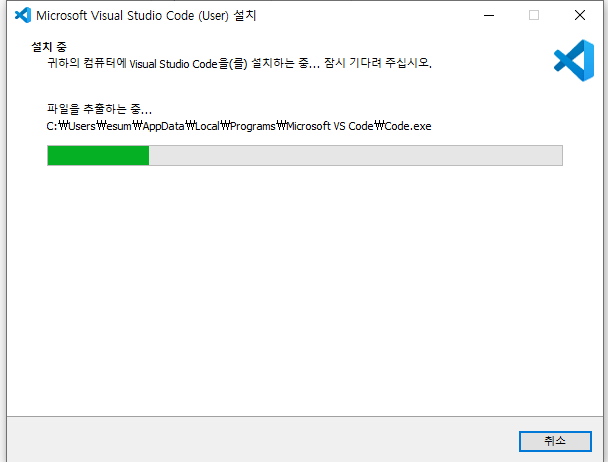 Microsoft Visual Studio Code (User) 설치
설치 중
귀하의 컴퓨터에 Visual Studio Code을(를) 설치하는 중... 잠시 기다려 주십시오.
파일을 추출하는 중...
C:₩Users₩esum₩AppData₩Local₩Programs₩Microsoft VS Code₩Code.exe
취소